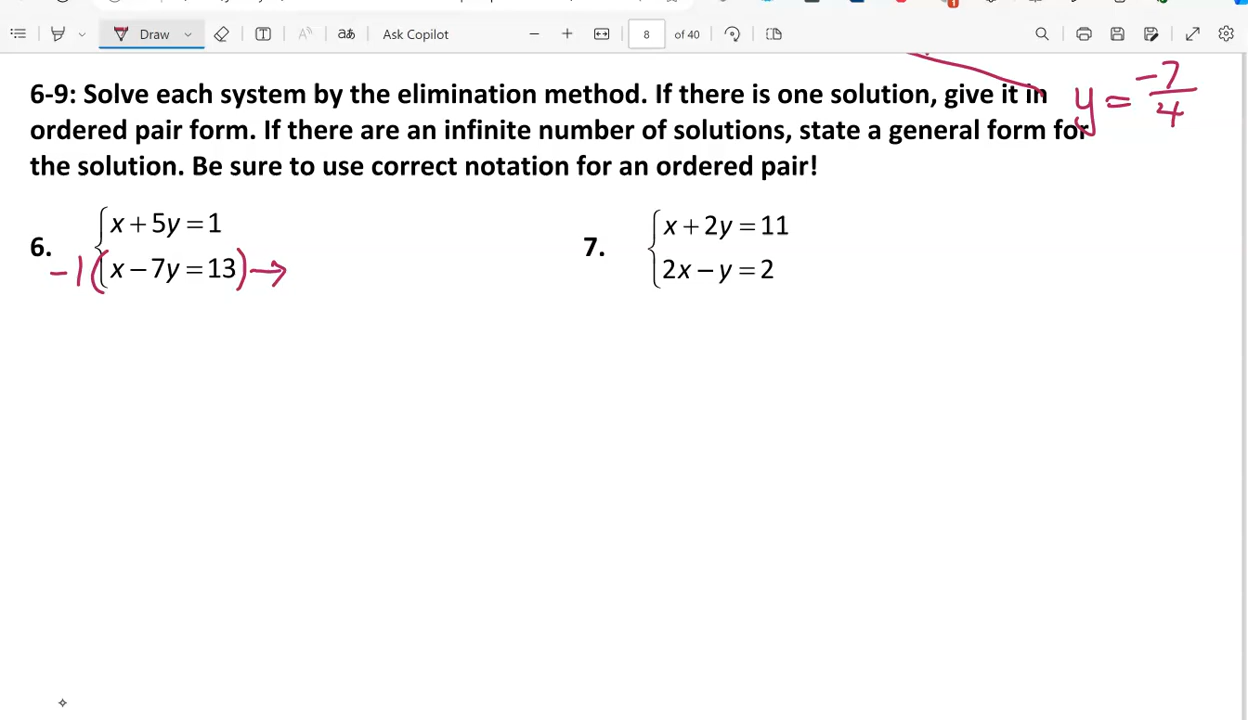 Draw
aあ
Ask Copilot
8
of 40
y = -7/4
6-9: Solve each system by the elimination method. If there is one solution, give it in
ordered pair form. If there are an infinite number of solutions, state a general form for
the solution. Be sure to use correct notation for an ordered pair!
6.
x + 5y = 1
-1(x − 7y = 13) →
7.
x + 2y = 11
2x − y = 2